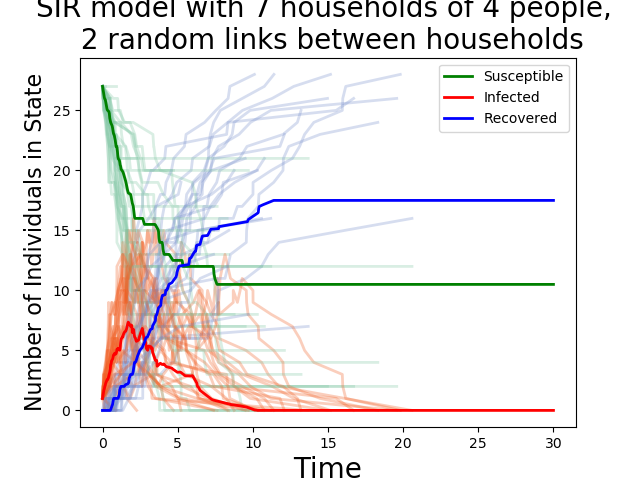 SIR model with 7 households of 4 people,
2 random links between households
Number of Individuals in State
25
20
15
10
5
0
Susceptible
Infected
Recovered
0 5 10 15 20 25 30
Time